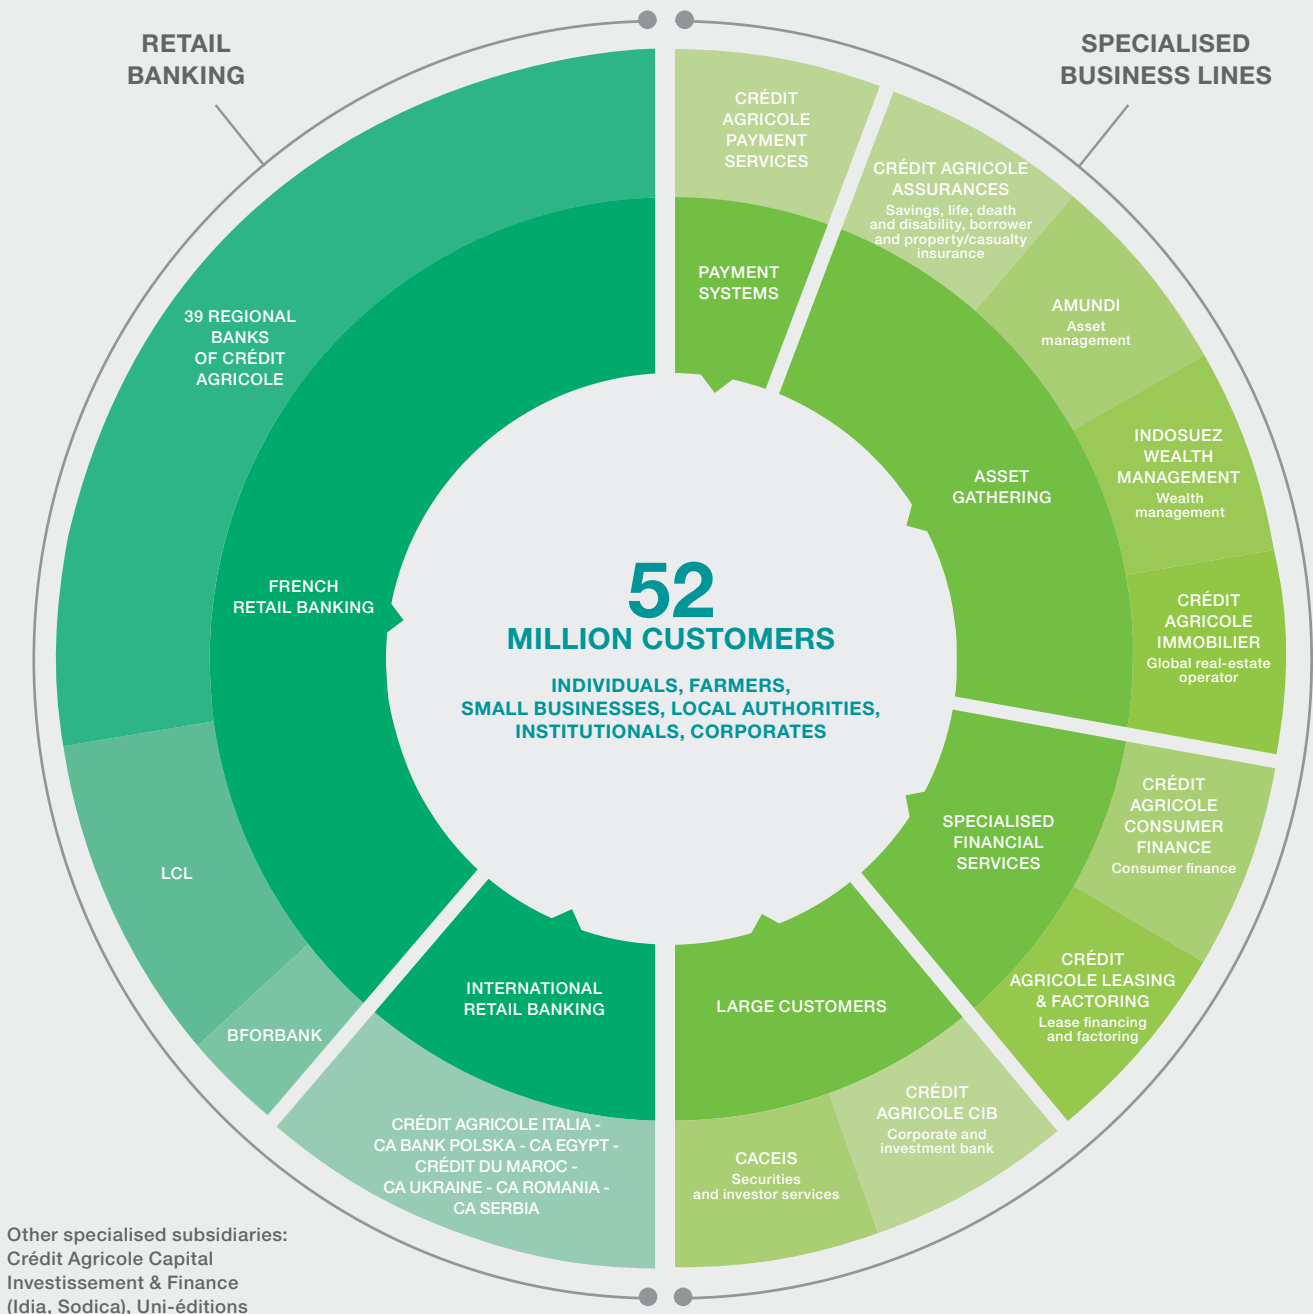 RETAIL
BANKING
SPECIALISED
BUSINESS LINES
CRÉDIT
AGRICOLE
PAYMENT
SERVICES
PAYMENT
SYSTEMS
CRÉDIT AGRICOLE
ASSURANCES
Savings, life, death
and disability, borrower
and property/casualty
insurance
AMUNDI
Asset
management
INDOSUEZ
WEALTH
MANAGEMENT
Wealth
management
CRÉDIT
AGRICOLE
IMMOBILIER
Global real-estate
operator
ASSET
GATHERING
39 REGIONAL
BANKS
OF CRÉDIT
AGRICOLE
FRENCH
RETAIL BANKING
52
MILLION CUSTOMERS
INDIVIDUALS, FARMERS,
SMALL BUSINESSES, LOCAL AUTHORITIES,
INSTITUTIONALS, CORPORATES
SPECIALISED
FINANCIAL
SERVICES
CRÉDIT
AGRICOLE
CONSUMER
FINANCE
Consumer finance
CRÉDIT
AGRICOLE LEASING
& FACTORING
Lease financing
and factoring
LCL
BFORBANK
INTERNATIONAL
RETAIL BANKING
LARGE CUSTOMERS
CRÉDIT AGRICOLE ITALIA -
CA BANK POLSKA - CA EGYPT -
CRÉDIT DU MAROC -
CA UKRAINE - CA ROMANIA -
CA SERBIA
CACEIS
Securities
and investor services
CRÉDIT
AGRICOLE CIB
Corporate and
investment bank
Other specialised subsidiaries:
Crédit Agricole Capital
Investissement & Finance
(Idia, Sodica), Uni-éditions